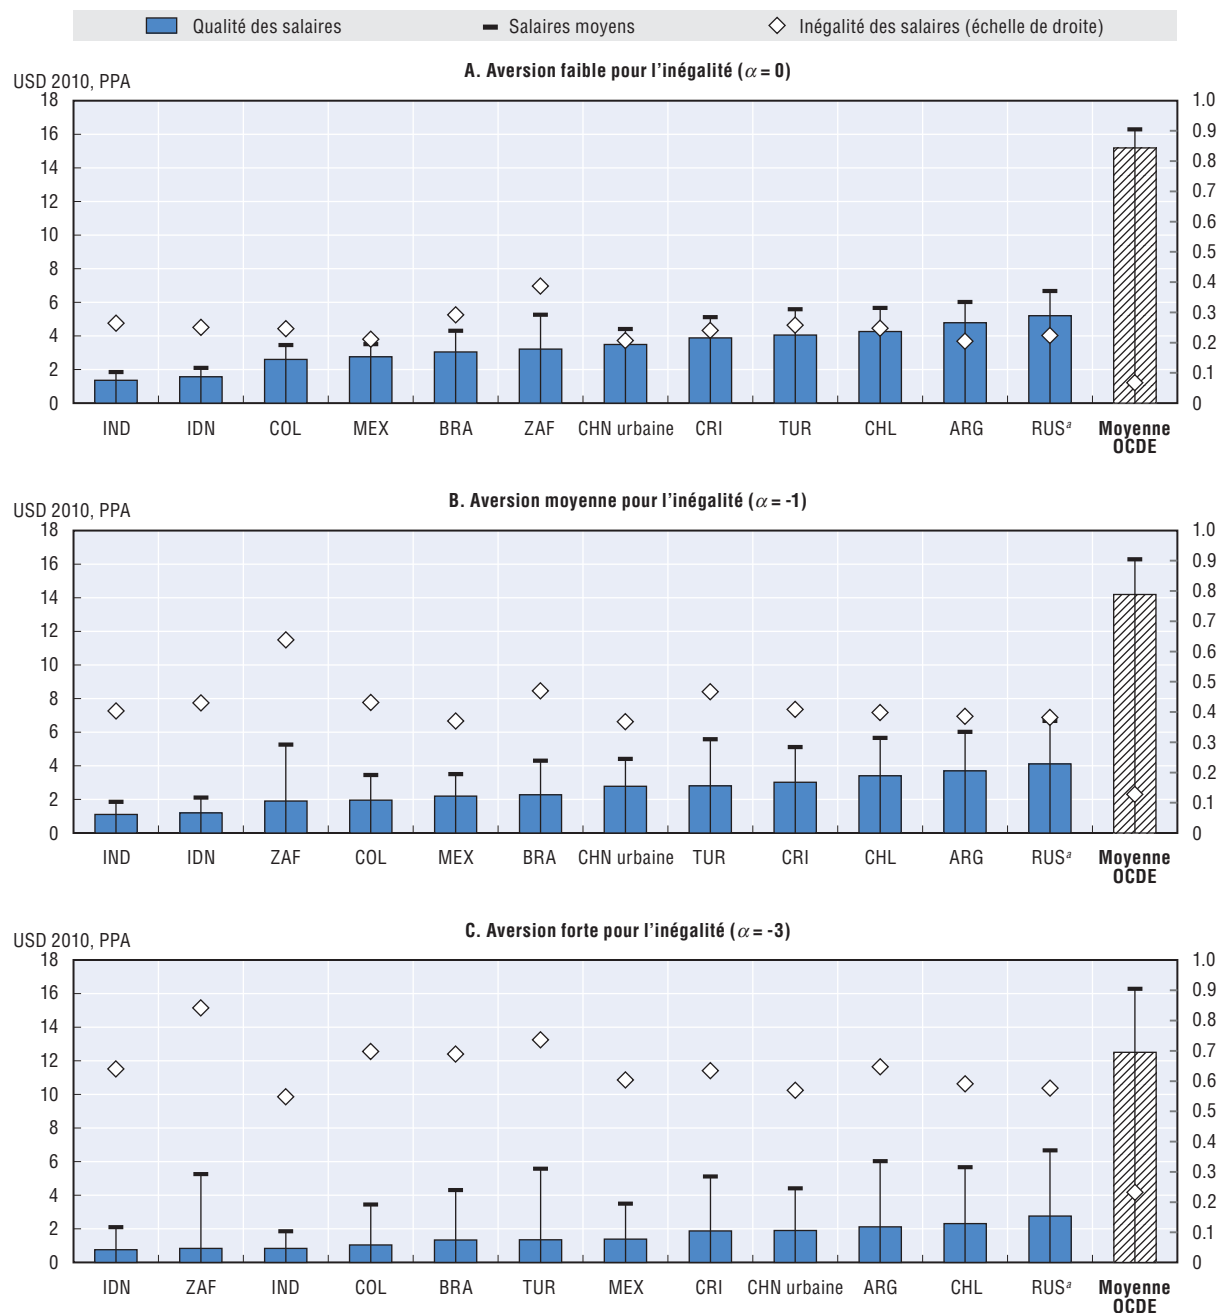 Qualité des salaires Salaires moyens Inégalité des salaires (échelle de droite)
A. Aversion faible pour l'inégalité (α = 0)
USD 2010, PPA
18 1.0
16 0.9
14 0.8
12 0.7
10 0.6
8 0.5
6 0.4
4 0.3
2 0.2
0 0.1
0
IND IDN COL MEX BRA ZAF CHN urbaine CRI TUR CHL ARG RUSᵃ Moyenne
OCDE
B. Aversion moyenne pour l'inégalité (α = -1)
USD 2010, PPA
18 1.0
16 0.9
14 0.8
12 0.7
10 0.6
8 0.5
6 0.4
4 0.3
2 0.2
0 0.1
0
IND IDN ZAF COL MEX BRA CHN urbaine TUR CRI CHL ARG RUSᵃ Moyenne
OCDE
C. Aversion forte pour l'inégalité (α = -3)
USD 2010, PPA
18 1.0
16 0.9
14 0.8
12 0.7
10 0.6
8 0.5
6 0.4
4 0.3
2 0.2
0 0.1
0
IDN ZAF IND COL BRA TUR MEX CRI CHN urbaine ARG CHL RUSᵃ Moyenne
OCDE